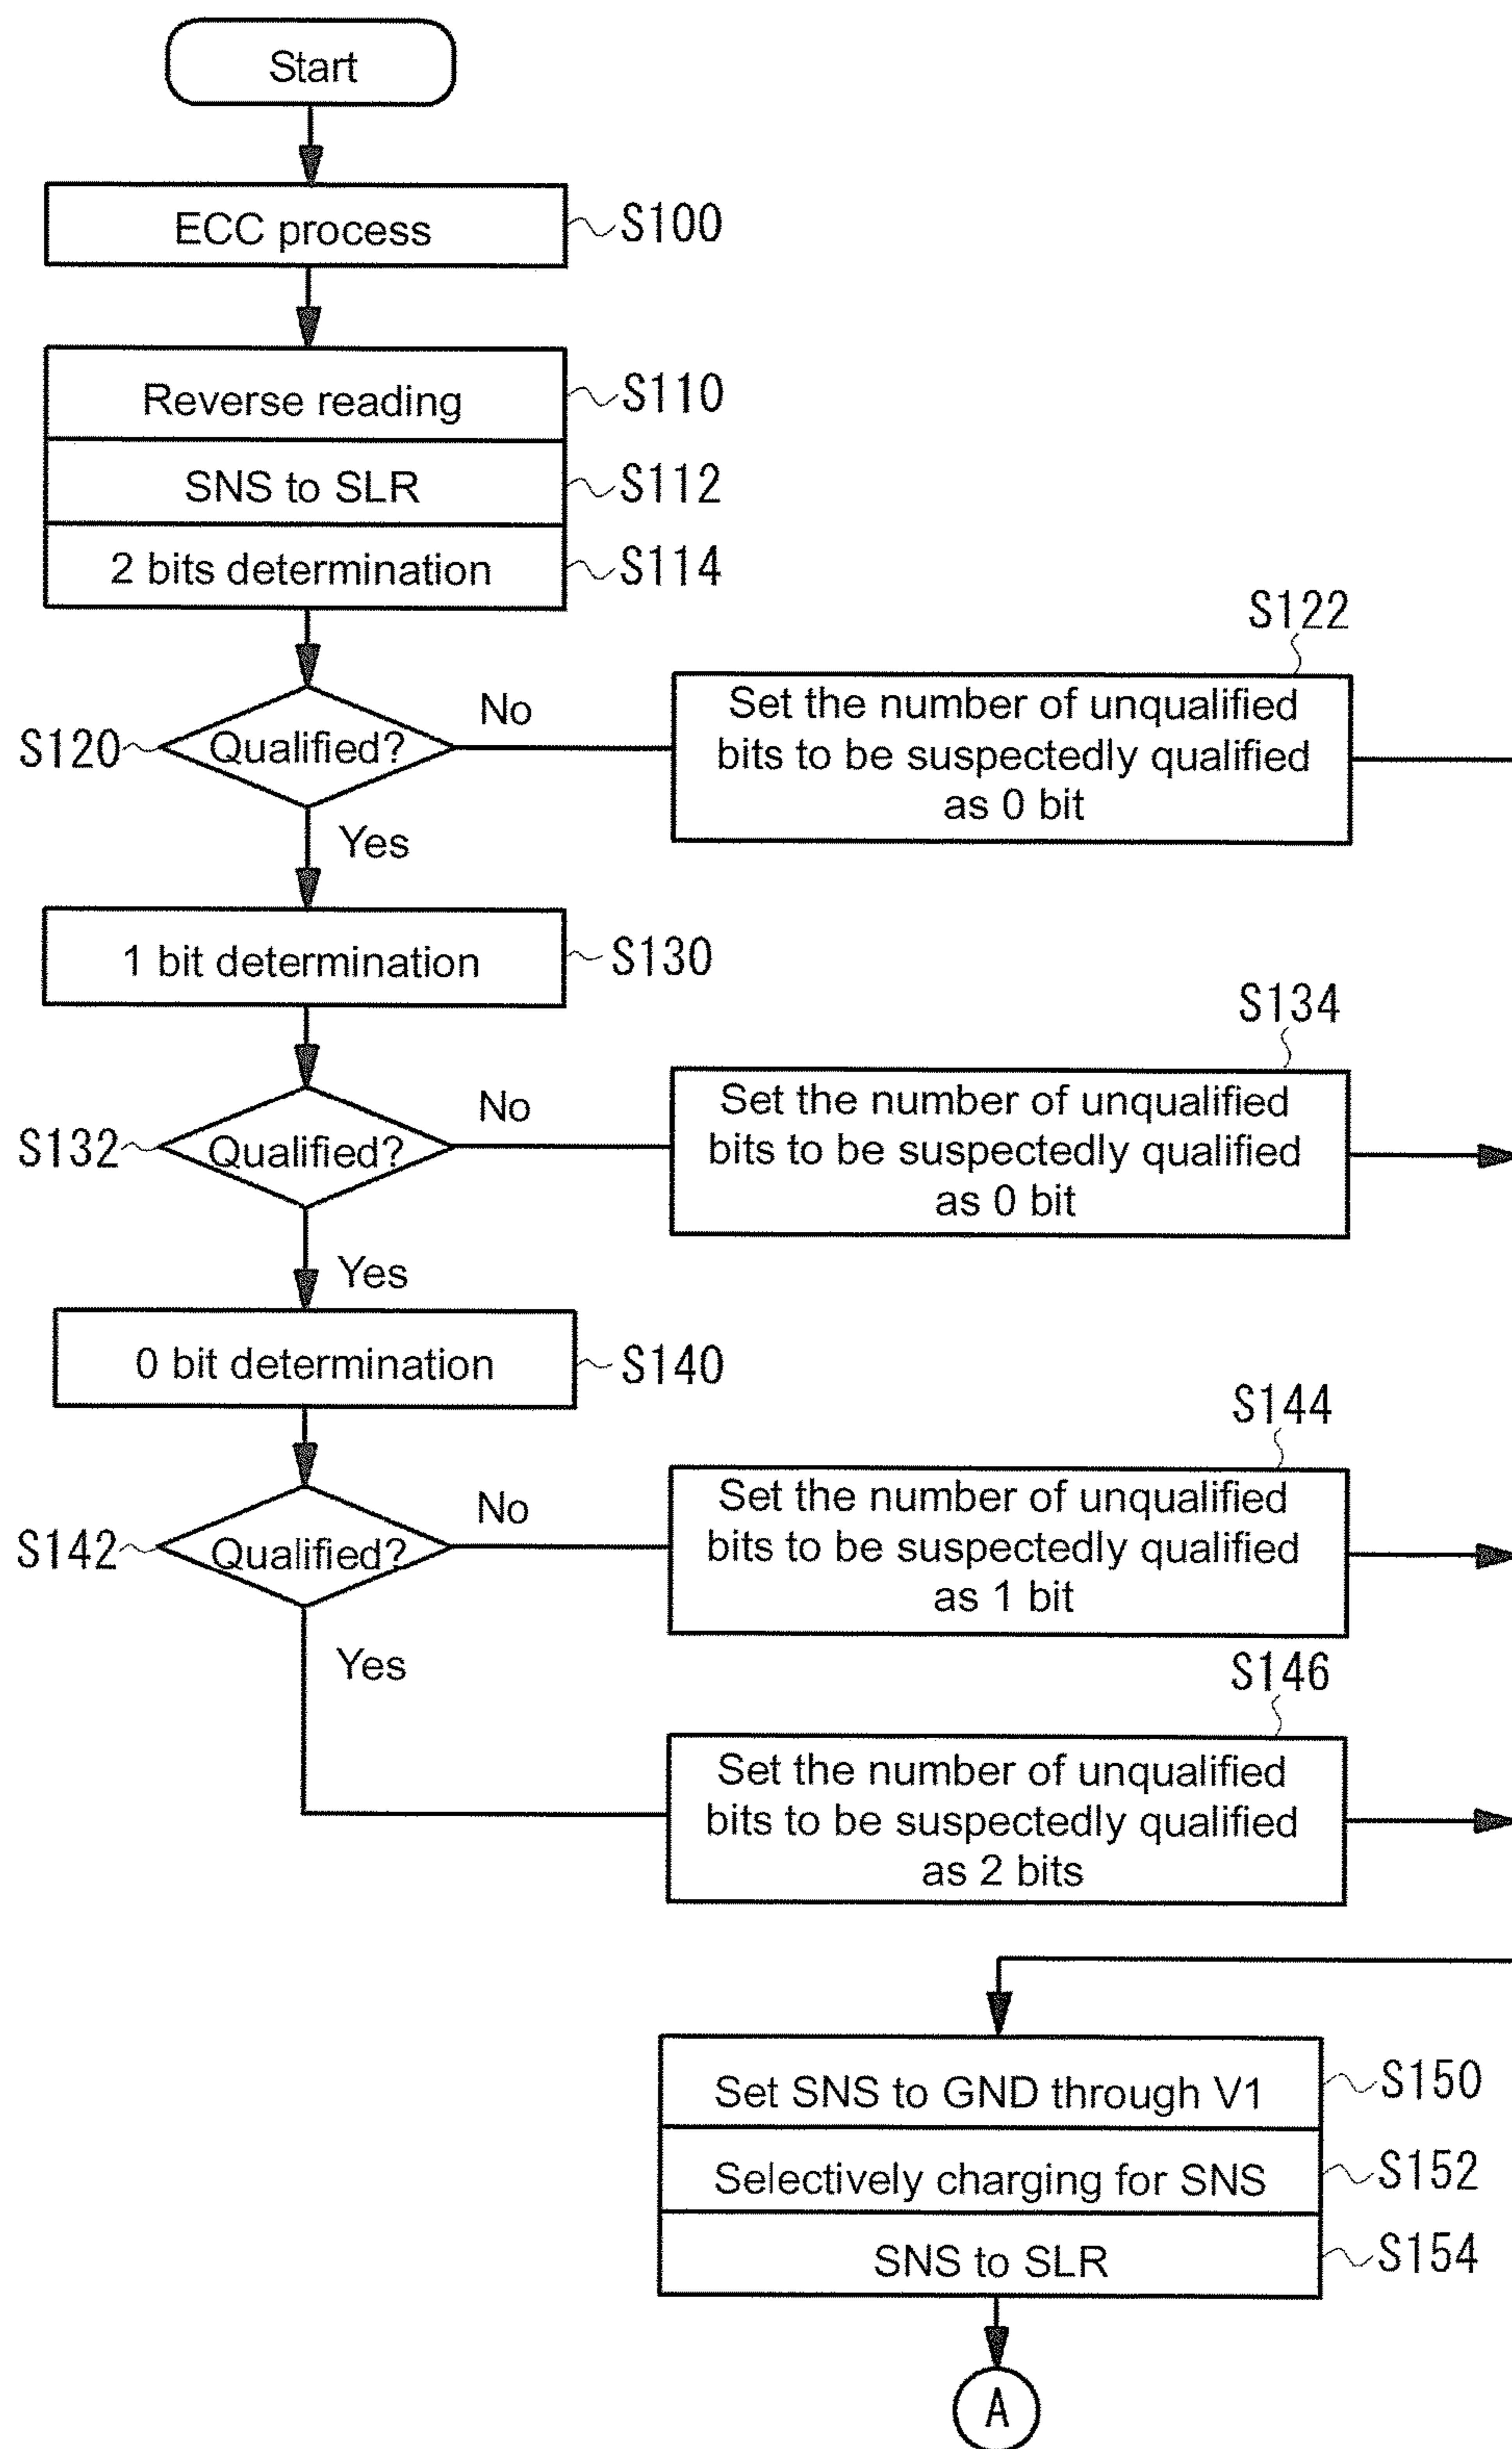 Start
ECC process
S100
Reverse reading
S110
SNS to SLR
S112
2 bits determination
S114
S122
S120
Qualified?
No
Set the number of unqualified
bits to be suspectedly qualified
as 0 bit
Yes
1 bit determination
S130
S134
S132
Qualified?
No
Set the number of unqualified
bits to be suspectedly qualified
as 0 bit
Yes
0 bit determination
S140
S144
S142
Qualified?
No
Set the number of unqualified
bits to be suspectedly qualified
as 1 bit
Yes
S146
Set the number of unqualified
bits to be suspectedly qualified
as 2 bits
Set SNS to GND through V1
S150
Selectively charging for SNS
S152
SNS to SLR
S154
A